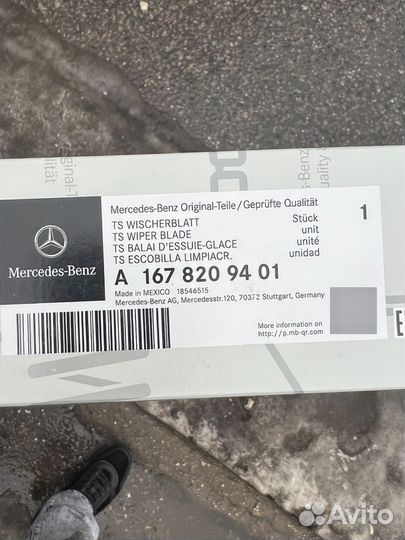 Mercedes-Benz
Mercedes-Benz Original-Teile/Geprüfte Qualität
TS WISCHERBLATT Stück 1
TS WIPER BLADE unit
TS BALAI D'ESSUIE-GLACE unité
TS ESCOBILLA LIMPIACR. unidad
A 167 820 94 01
Made in MEXICO 18546515
Mercedes-Benz AG, Mercedesstr.120, 70372 Stuttgart, Germany
More information on
http://p.mb-qr.com
Avito